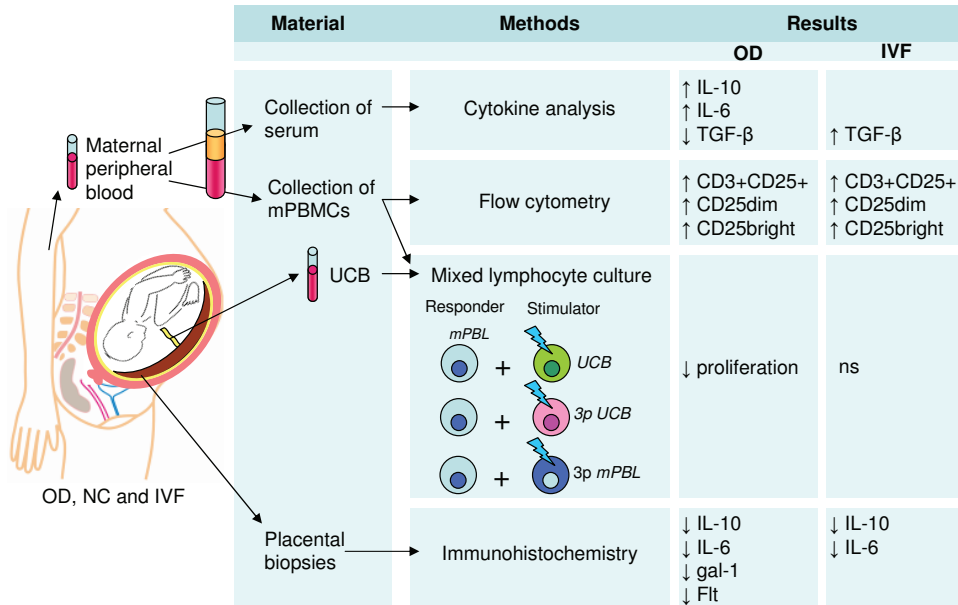 Material
Methods
Results
OD
IVF
Maternal
peripheral
blood
Collection of
serum
Cytokine analysis
↑ IL-10
↑ IL-6
↓ TGF-β
↑ TGF-β
Collection of
mPBMCs
Flow cytometry
↑ CD3+CD25+
↑ CD25dim
↑ CD25bright
↑ CD3+CD25+
↑ CD25dim
↑ CD25bright
UCB
Mixed lymphocyte culture
Responder
Stimulator
mPBL
+
UCB
+
3p UCB
+
3p mPBL
↓ proliferation
ns
OD, NC and IVF
Placental
biopsies
Immunohistochemistry
↓ IL-10
↓ IL-6
↓ gal-1
↓ Flt
↓ IL-10
↓ IL-6